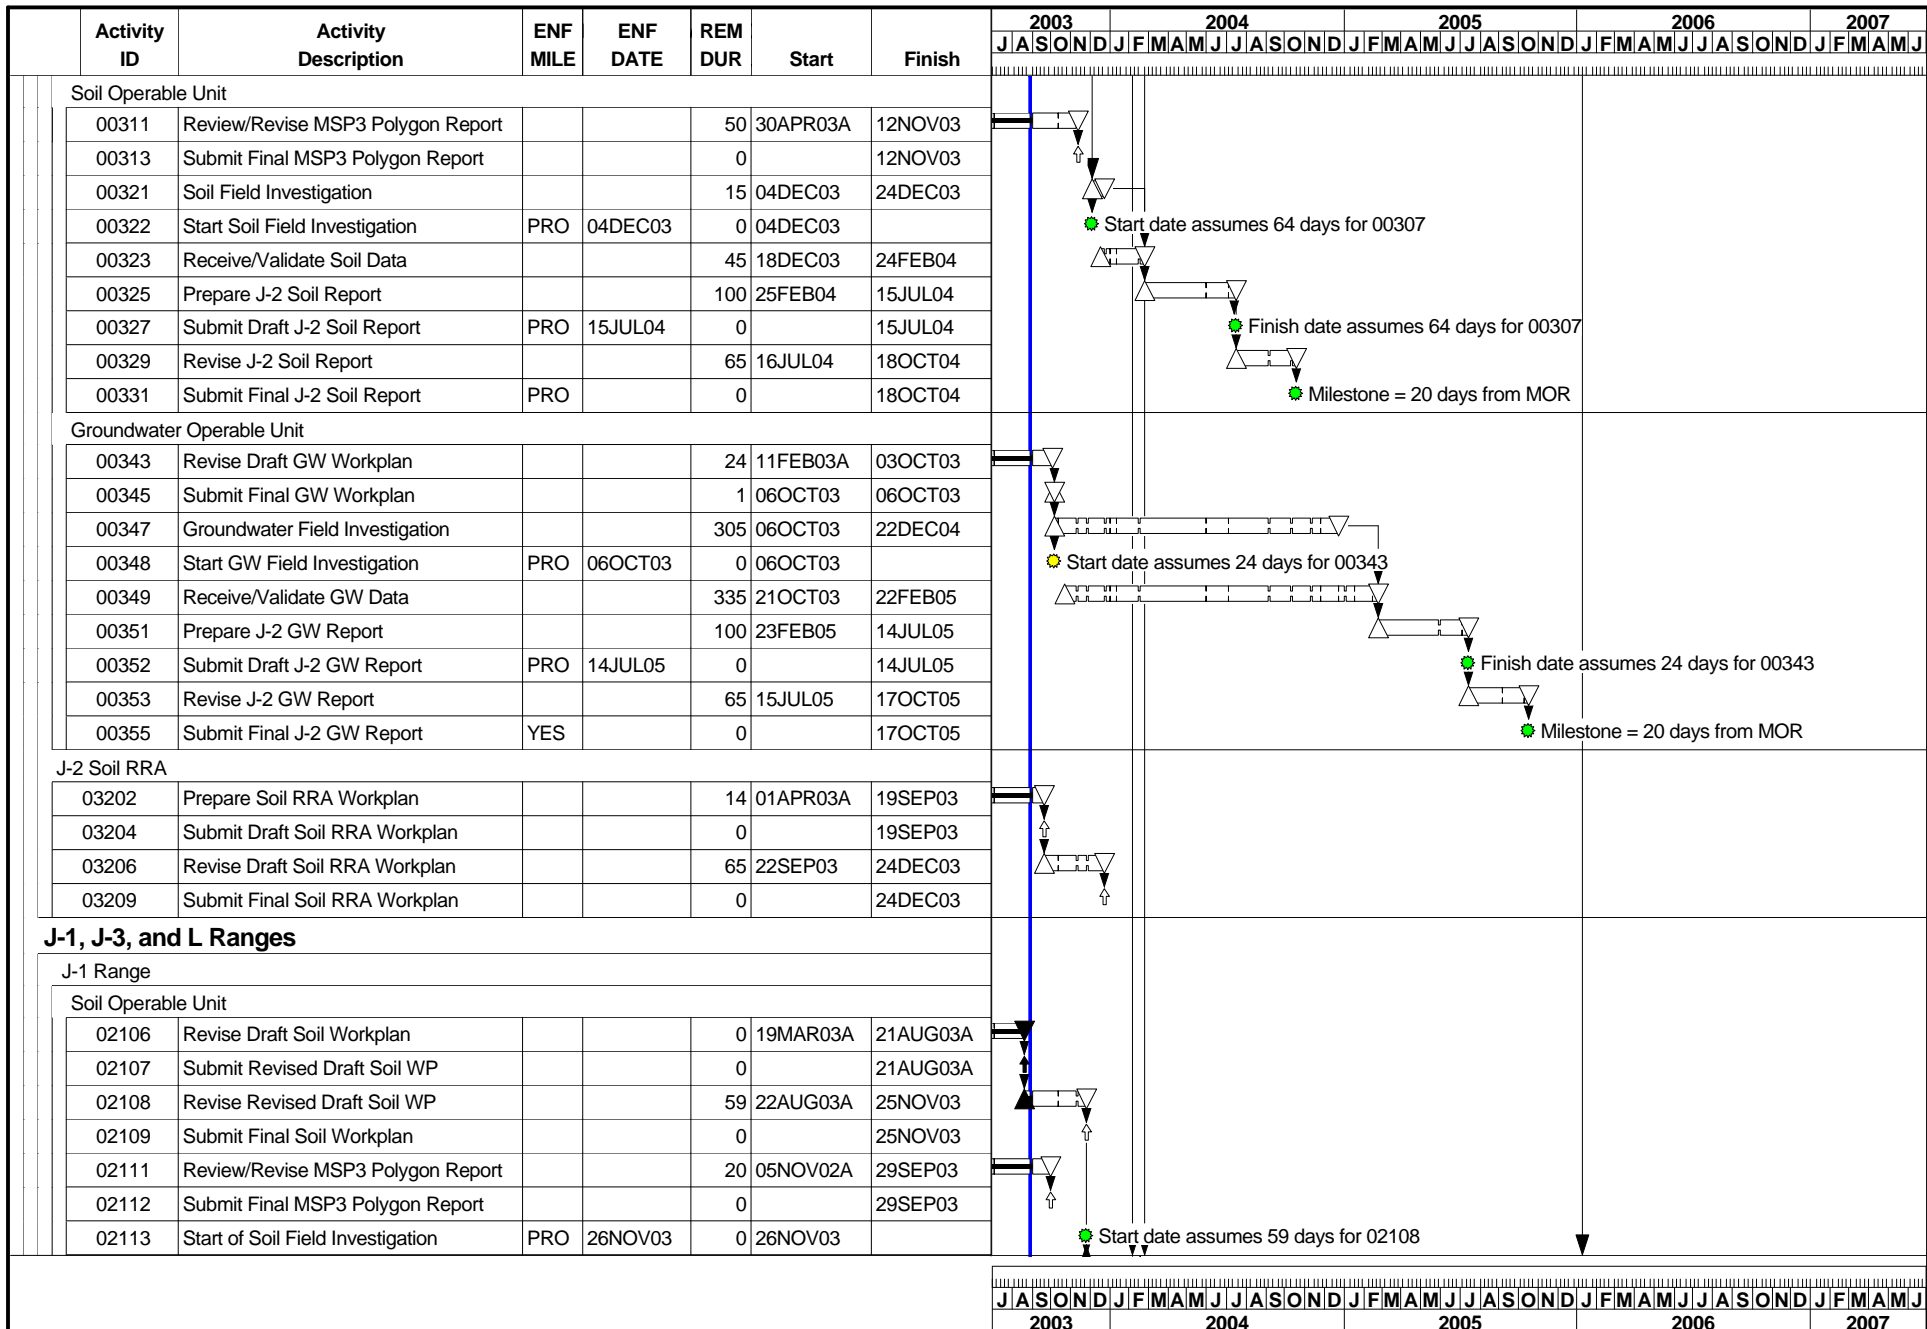 Activity ID Activity Description ENF MILE ENF DATE REM DUR Start Finish
2003 2004 2005 2006 2007
J A S O N D J F M A M J J A S O N D J F M A M J J A S O N D J F M A M J J A S O N D J F M A M J
Soil Operable Unit
00311 Review/Revise MSP3 Polygon Report 50 30APR03A 12NOV03
00313 Submit Final MSP3 Polygon Report 0 12NOV03
00321 Soil Field Investigation 15 04DEC03 24DEC03
00322 Start Soil Field Investigation PRO 04DEC03 0 04DEC03 Start date assumes 64 days for 00307
00323 Receive/Validate Soil Data 45 18DEC03 24FEB04
00325 Prepare J-2 Soil Report 100 25FEB04 15JUL04
00327 Submit Draft J-2 Soil Report PRO 15JUL04 0 15JUL04 Finish date assumes 64 days for 00307
00329 Revise J-2 Soil Report 65 16JUL04 18OCT04
00331 Submit Final J-2 Soil Report PRO 0 18OCT04 Milestone = 20 days from MOR
Groundwater Operable Unit
00343 Revise Draft GW Workplan 24 11FEB03A 03OCT03
00345 Submit Final GW Workplan 1 06OCT03 06OCT03
00347 Groundwater Field Investigation 305 06OCT03 22DEC04
00348 Start GW Field Investigation PRO 06OCT03 0 06OCT03 Start date assumes 24 days for 00343
00349 Receive/Validate GW Data 335 21OCT03 22FEB05
00351 Prepare J-2 GW Report 100 23FEB05 14JUL05
00352 Submit Draft J-2 GW Report PRO 14JUL05 0 14JUL05 Finish date assumes 24 days for 00343
00353 Revise J-2 GW Report 65 15JUL05 17OCT05
00355 Submit Final J-2 GW Report YES 0 17OCT05 Milestone = 20 days from MOR
J-2 Soil RRA
03202 Prepare Soil RRA Workplan 14 01APR03A 19SEP03
03204 Submit Draft Soil RRA Workplan 0 19SEP03
03206 Revise Draft Soil RRA Workplan 65 22SEP03 24DEC03
03209 Submit Final Soil RRA Workplan 0 24DEC03
J-1, J-3, and L Ranges
J-1 Range
Soil Operable Unit
02106 Revise Draft Soil Workplan 0 19MAR03A 21AUG03A
02107 Submit Revised Draft Soil WP 0 21AUG03A
02108 Revise Revised Draft Soil WP 59 22AUG03A 25NOV03
02109 Submit Final Soil Workplan 0 25NOV03
02111 Review/Revise MSP3 Polygon Report 20 05NOV02A 29SEP03
02112 Submit Final MSP3 Polygon Report 0 29SEP03
02113 Start of Soil Field Investigation PRO 26NOV03 0 26NOV03 Start date assumes 59 days for 02108
J A S O N D J F M A M J J A S O N D J F M A M J J A S O N D J F M A M J J A S O N D J F M A M J
2003 2004 2005 2006 2007